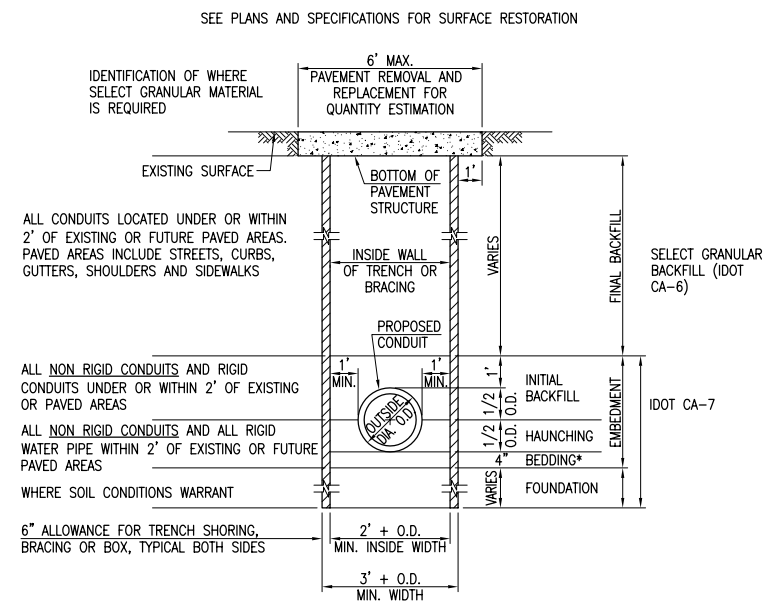 SEE PLANS AND SPECIFICATIONS FOR SURFACE RESTORATION
IDENTIFICATION OF WHERE
SELECT GRANULAR MATERIAL
IS REQUIRED
6' MAX.
PAVEMENT REMOVAL AND
REPLACEMENT FOR
QUANTITY ESTIMATION
EXISTING SURFACE
BOTTOM OF
PAVEMENT
STRUCTURE
1'
ALL CONDUITS LOCATED UNDER OR WITHIN
2' OF EXISTING OR FUTURE PAVED AREAS.
PAVED AREAS INCLUDE STREETS, CURBS,
GUTTERS, SHOULDERS AND SIDEWALKS
INSIDE WALL
OF TRENCH OR
BRACING
VARIES
FINAL BACKFILL
SELECT GRANULAR
BACKFILL (IDOT
CA-6)
PROPOSED
CONDUIT
ALL NON RIGID CONDUITS AND RIGID
CONDUITS UNDER OR WITHIN 2' OF EXISTING
OR PAVED AREAS
1'
MIN.
1'
MIN.
OUTSIDE
DIA. O.D.
1'
1/2
O.D.
INITIAL
BACKFILL
EMBEDMENT
IDOT CA-7
ALL NON RIGID CONDUITS AND ALL RIGID
WATER PIPE WITHIN 2' OF EXISTING OR FUTURE
PAVED AREAS
1/2
O.D.
HAUNCHING
4"
BEDDING*
WHERE SOIL CONDITIONS WARRANT
VARIES
FOUNDATION
6" ALLOWANCE FOR TRENCH SHORING,
BRACING OR BOX, TYPICAL BOTH SIDES
2' + O.D.
MIN. INSIDE WIDTH
3' + O.D.
MIN. WIDTH